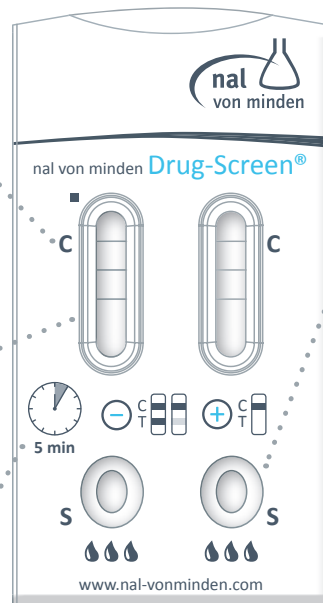 nal
von minden
nal von minden Drug-Screen®
C C
5 min
− C T + C T
S S
www.nal-vonminden.com